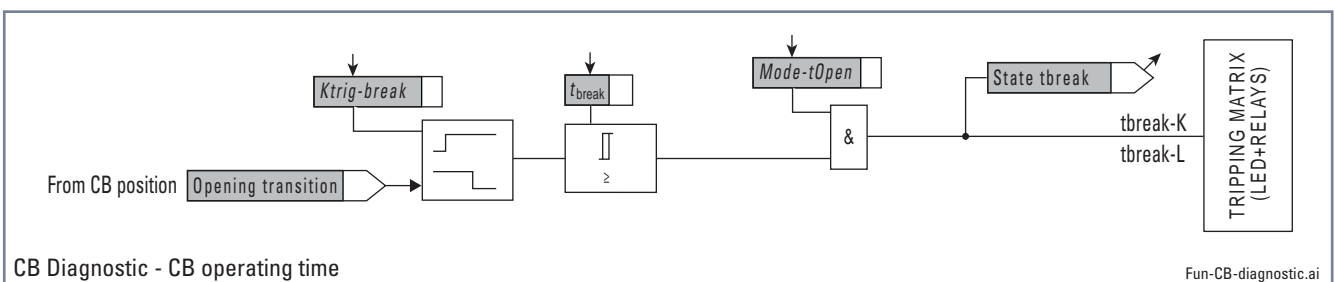 Ktrig-break
tbreak
Mode-tOpen
State tbreak
TRIPPING MATRIX
(LED+RELAYS)
≥
&
tbreak-K
tbreak-L
From CB position Opening transition
CB Diagnostic - CB operating time
Fun-CB-diagnostic.ai